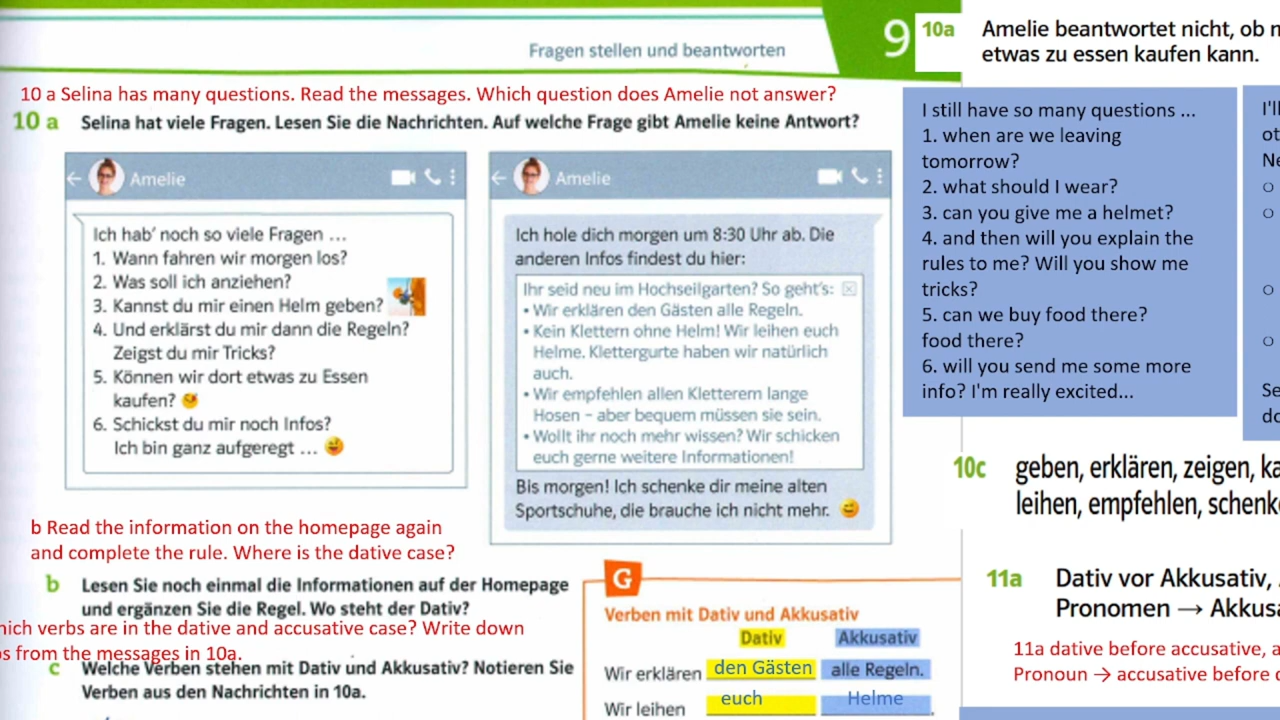 Fragen stellen und beantworten
9
10 a Selina has many questions. Read the messages. Which question does Amelie not answer?
10 a Selina hat viele Fragen. Lesen Sie die Nachrichten. Auf welche Frage gibt Amelie keine Antwort?
Amelie
Ich hab' noch so viele Fragen ...
1. Wann fahren wir morgen los?
2. Was soll ich anziehen?
3. Kannst du mir einen Helm geben?
4. Und erklärst du mir dann die Regeln?
Zeigst du mir Tricks?
5. Können wir dort etwas zu Essen
kaufen?
6. Schickst du mir noch Infos?
Ich bin ganz aufgeregt ...
Amelie
Ich hole dich morgen um 8:30 Uhr ab. Die
anderen Infos findest du hier:
Ihr seid neu im Hochseilgarten? So geht's:
• Wir erklären den Gästen alle Regeln.
• Kein Klettern ohne Helm! Wir leihen euch
Helme. Klettergurte haben wir natürlich
auch.
• Wir empfehlen allen Kletterern lange
Hosen – aber bequem müssen sie sein.
• Wollt ihr noch mehr wissen? Wir schicken
euch gerne weitere Informationen!
Bis morgen! Ich schenke dir meine alten
Sportschuhe, die brauche ich nicht mehr.
b Read the information on the homepage again
and complete the rule. Where is the dative case?
b Lesen Sie noch einmal die Informationen auf der Homepage
und ergänzen Sie die Regel. Wo steht der Dativ?
verbs are in the dative and accusative case? Write down
from the messages in 10a.
c Welche Verben stehen mit Dativ und Akkusativ? Notieren Sie
Verben aus den Nachrichten in 10a.
G
Verben mit Dativ und Akkusativ
Dativ Akkusativ
Wir erklären den Gästen alle Regeln.
Wir leihen euch Helme .
10a Amelie beantwortet nicht, ob
etwas zu essen kaufen kann.
I still have so many questions ...
1. when are we leaving
tomorrow?
2. what should I wear?
3. can you give me a helmet?
4. and then will you explain the
rules to me? Will you show me
tricks?
5. can we buy food there?
food there?
6. will you send me some more
info? I'm really excited...
I'll
10c geben, erklären, zeigen,
leihen, empfehlen,
11a Dativ vor Akkusativ,
Pronomen →
11a dative before accusative,
Pronoun → accusative before